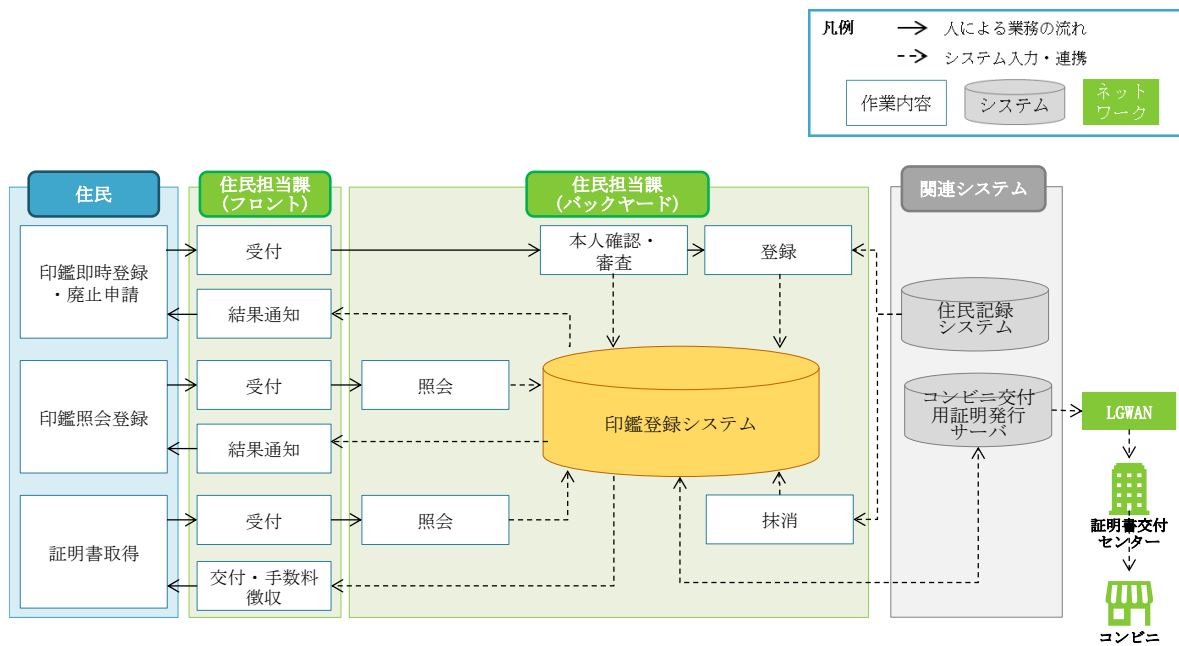 凡例
人による業務の流れ
システム入力・連携
作業内容
システム
ネット
ワーク
住民
住民担当課
(フロント)
住民担当課
(バックヤード)
関連システム
印鑑即時登録
・廃止申請
受付
本人確認・
審査
登録
結果通知
住民記録
システム
印鑑照会登録
受付
照会
印鑑登録システム
コンビニ交付
用証明発行
サーバ
LGWAN
結果通知
証明書取得
受付
照会
抹消
証明書交付
センター
交付・手数料
徴収
コンビニ